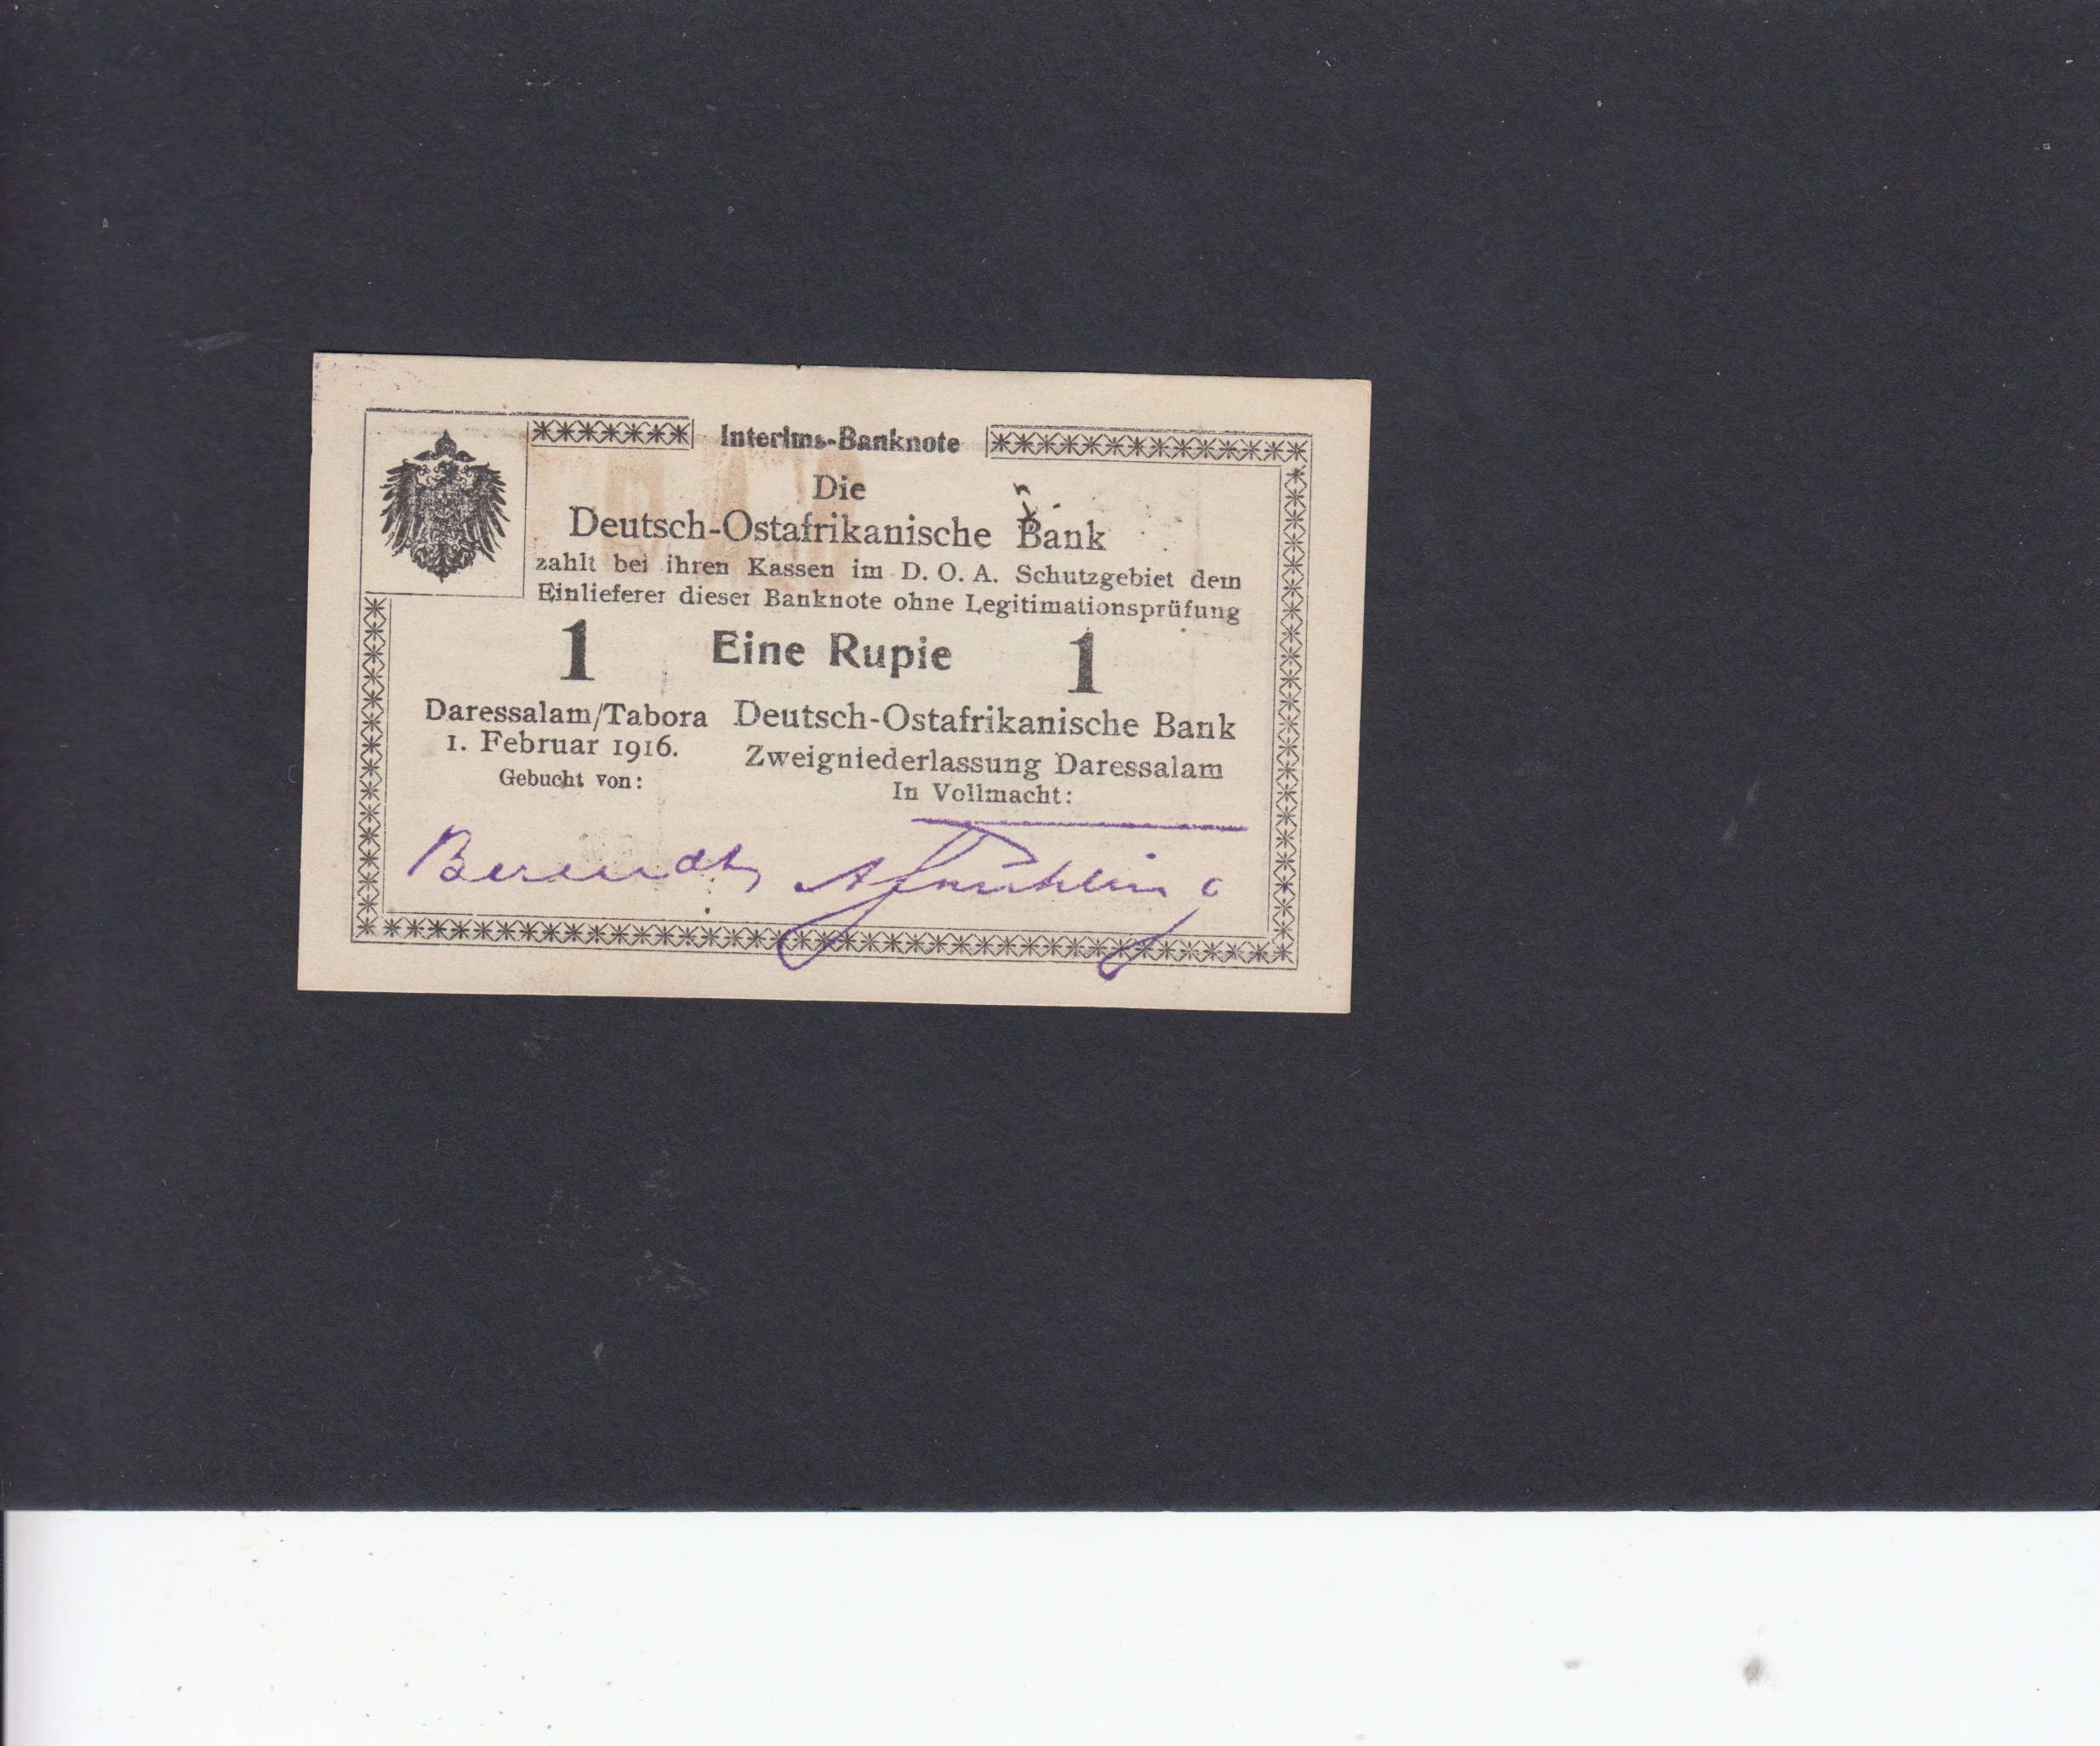 Interims-Banknote
Die
Deutsch-Ostafrikanische Bank
zahlt bei ihren Kassen im D. O. A. Schutzgebiet dem
Einlieferer dieser Banknote ohne Legitimationsprüfung
1 Eine Rupie 1
Daressalam/Tabora
1. Februar 1916.
Gebucht von:
Deutsch-Ostafrikanische Bank
Zweigniederlassung Daressalam
In Vollmacht:
Berendt